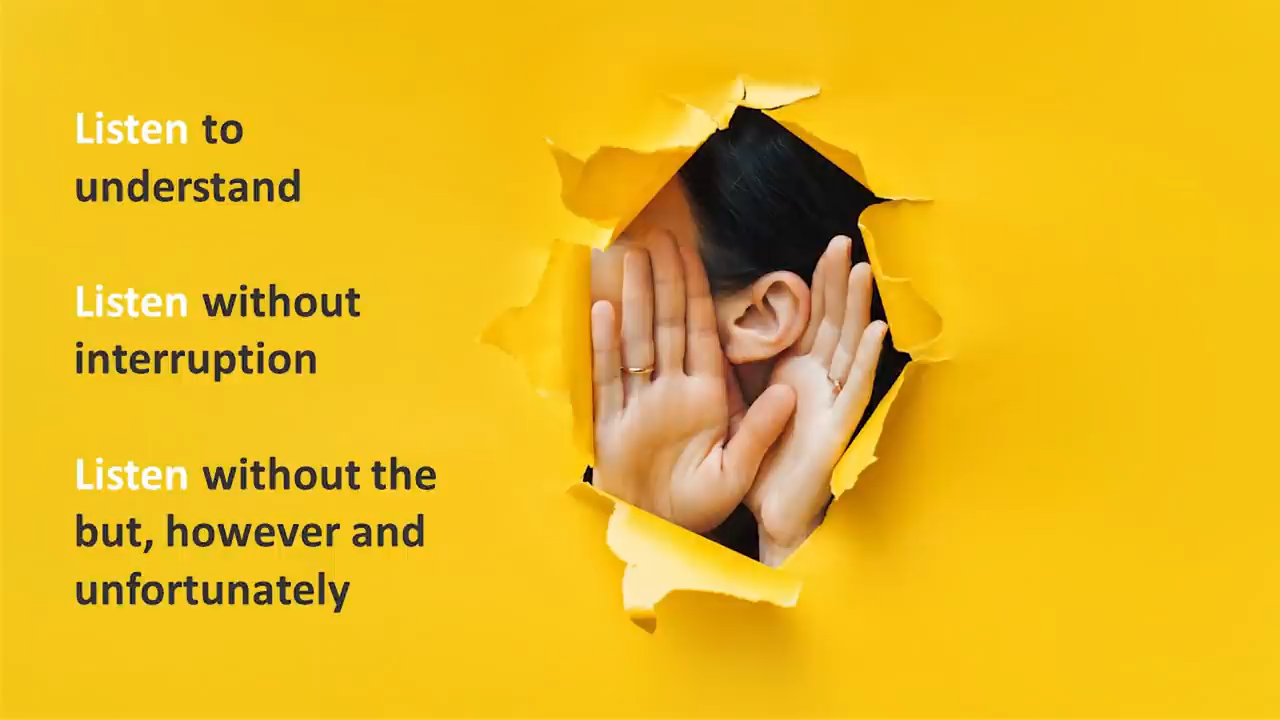 Listen to
understand
Listen without
interruption
Listen without the
but, however and
unfortunately